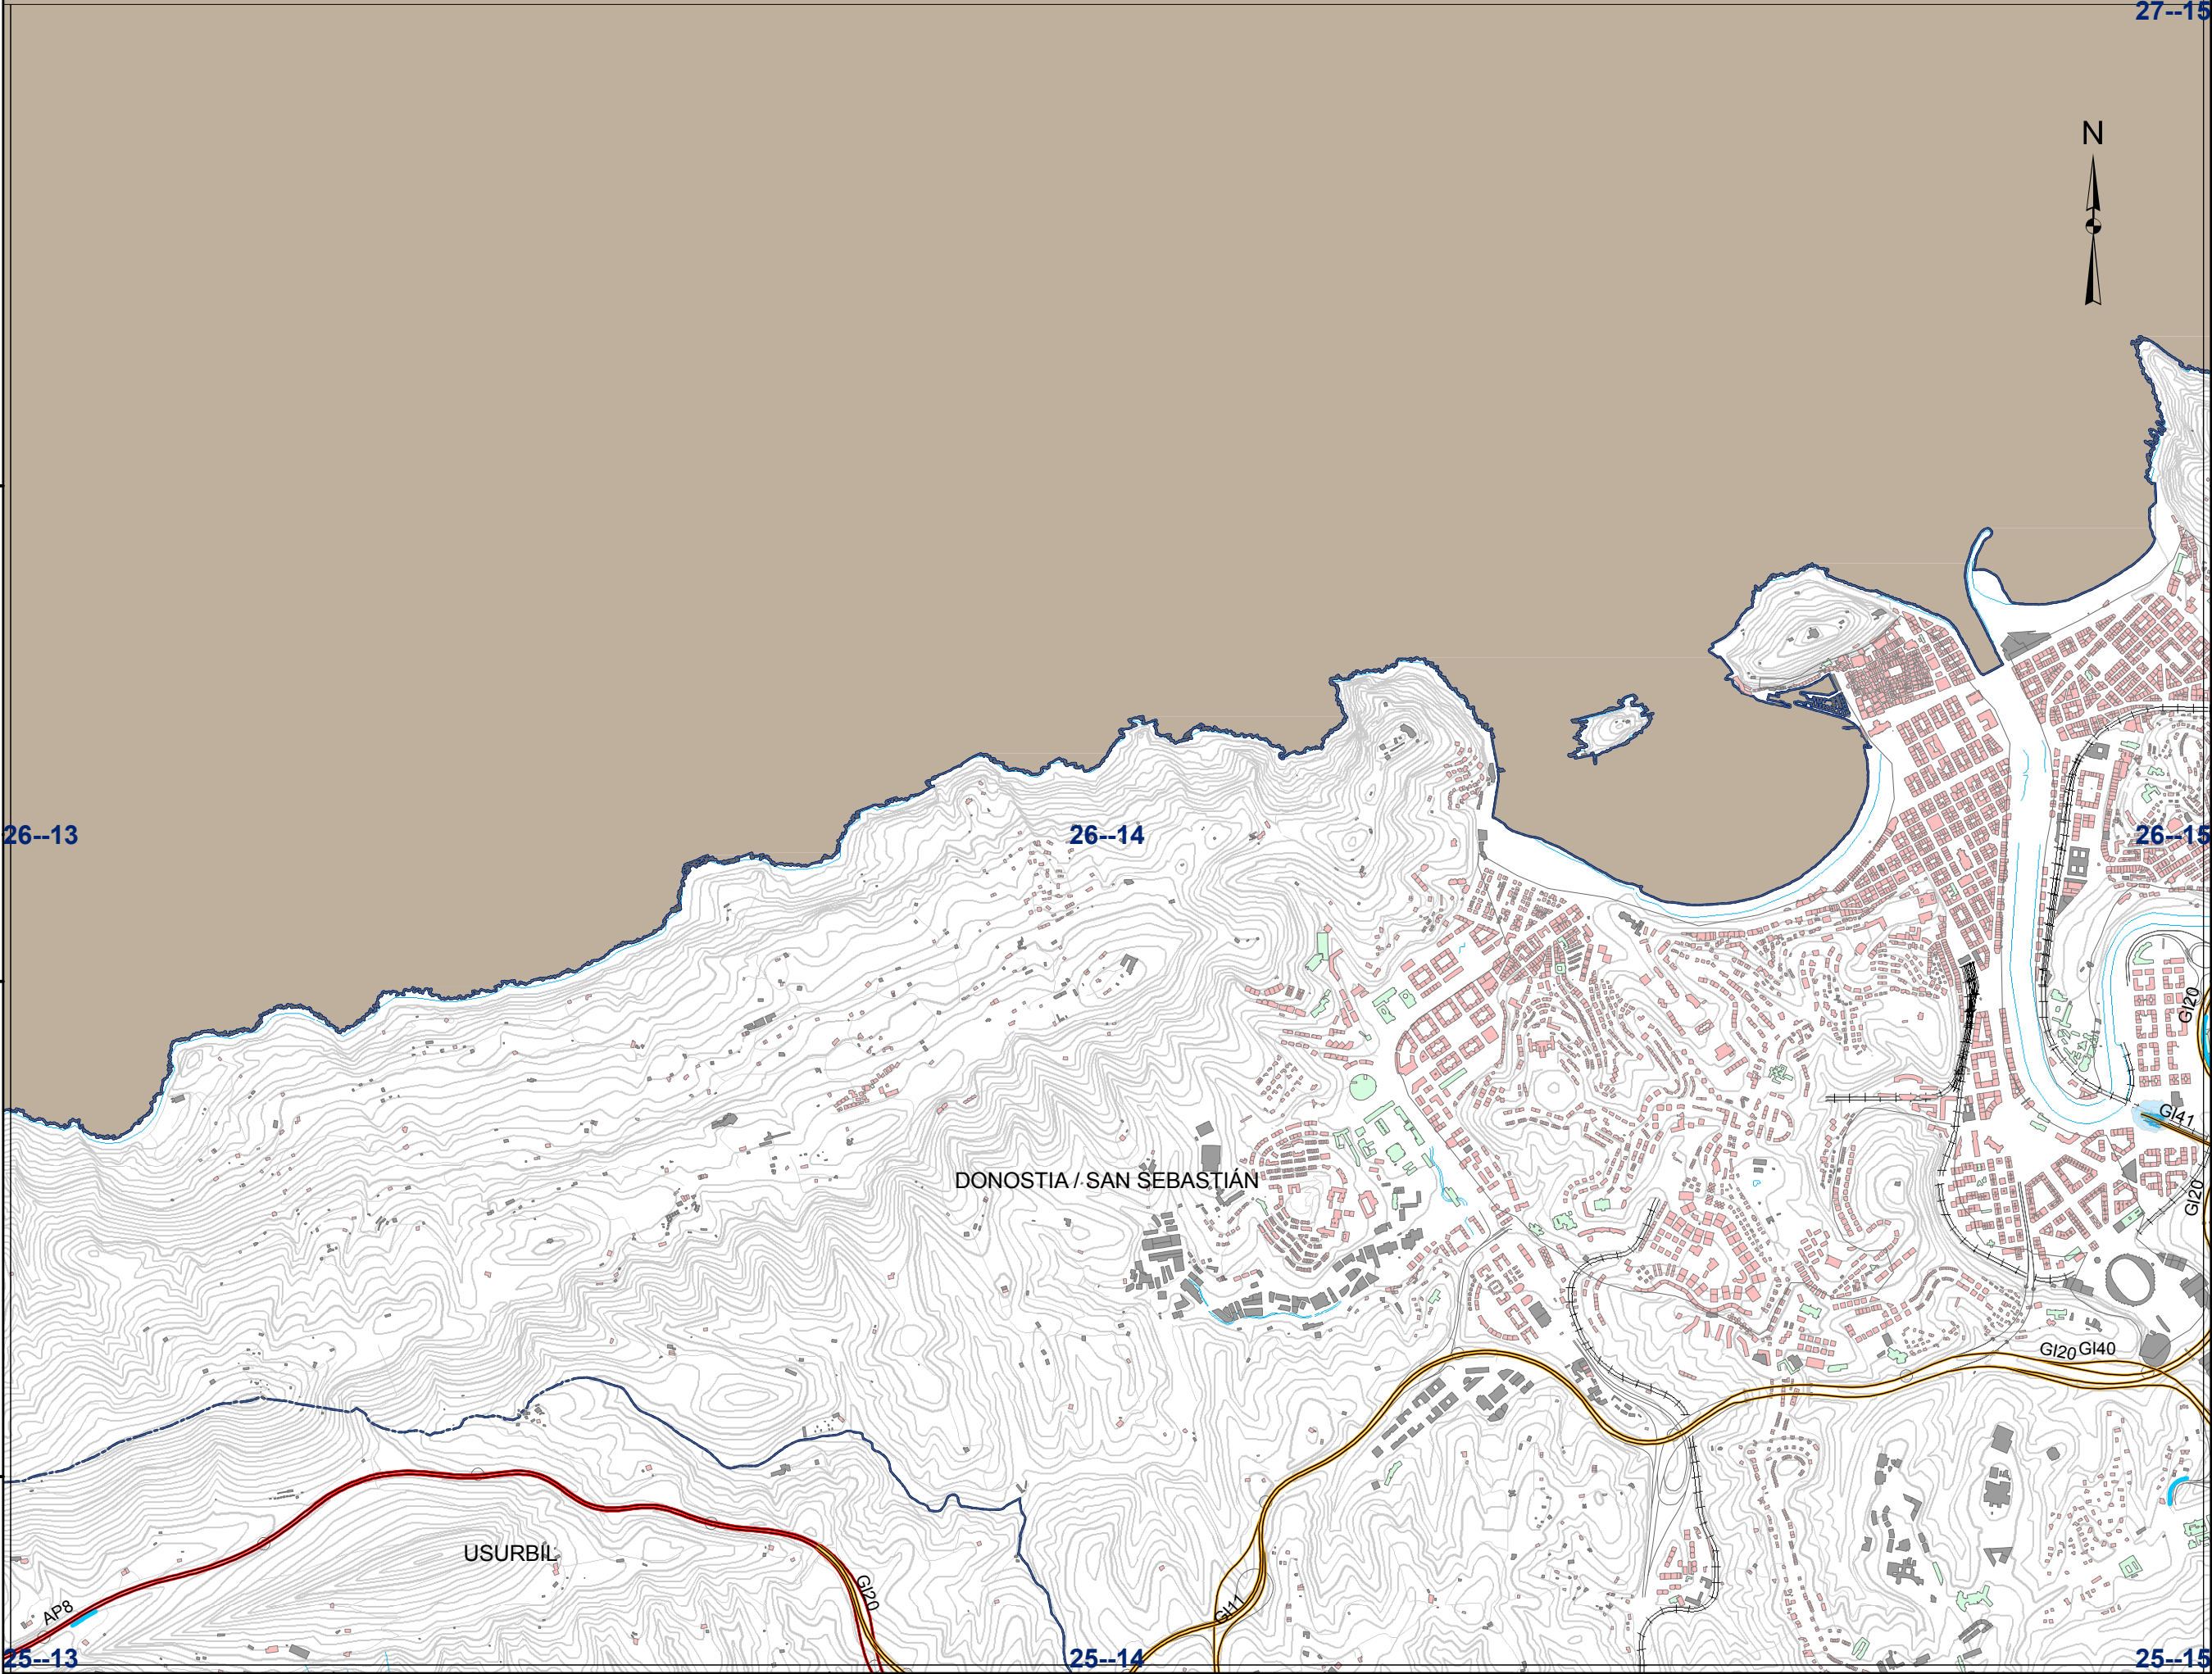 27--15
N
26--13
26--14
26--15
GI20
GI41
DONOSTIA / SAN SEBASTIÁN
GI20
GI20 GI40
USURBIL
AP8
GI20
GI11
25--13
25--14
25--15